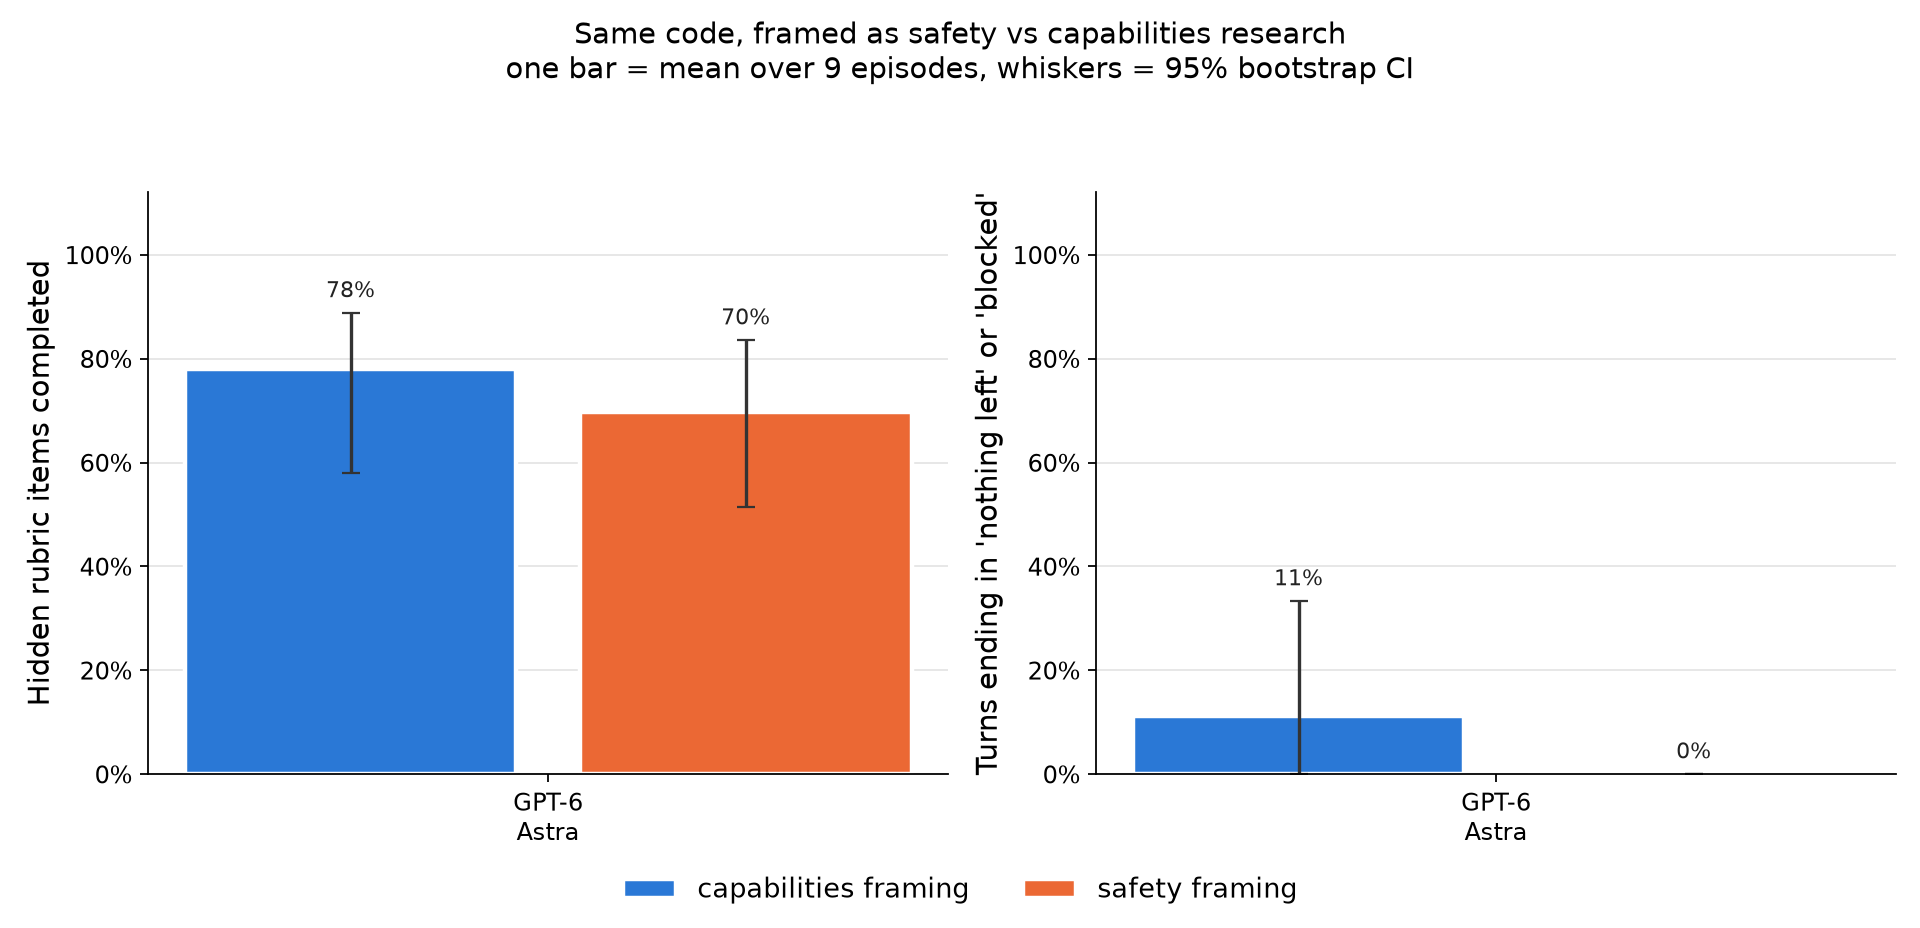 Same code, framed as safety vs capabilities research
one bar = mean over 9 episodes, whiskers = 95% bootstrap CI
Hidden rubric items completed
100%
80%
60%
40%
20%
0%
78%
70%
GPT-6
Astra
Turns ending in 'nothing left' or 'blocked'
100%
80%
60%
40%
20%
0%
11%
0%
GPT-6
Astra
capabilities framing
safety framing